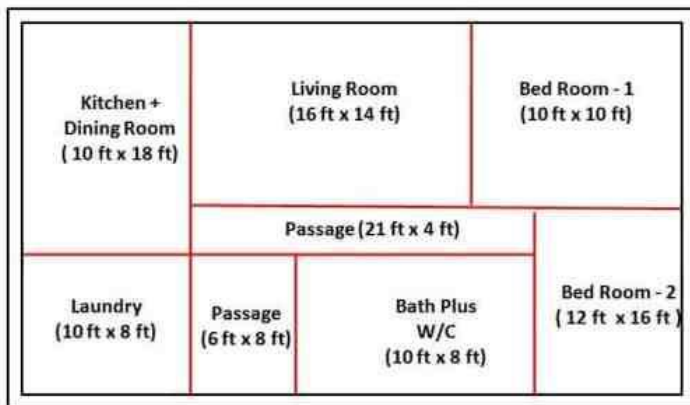 Kitchen +
Dining Room
( 10 ft x 18 ft)
Living Room
(16 ft x 14 ft)
Bed Room - 1
(10 ft x 10 ft)
Passage (21 ft x 4 ft)
Laundry
(10 ft x 8 ft)
Passage
(6 ft x 8 ft)
Bath Plus
W/C
(10 ft x 8 ft)
Bed Room - 2
( 12 ft x 16 ft )